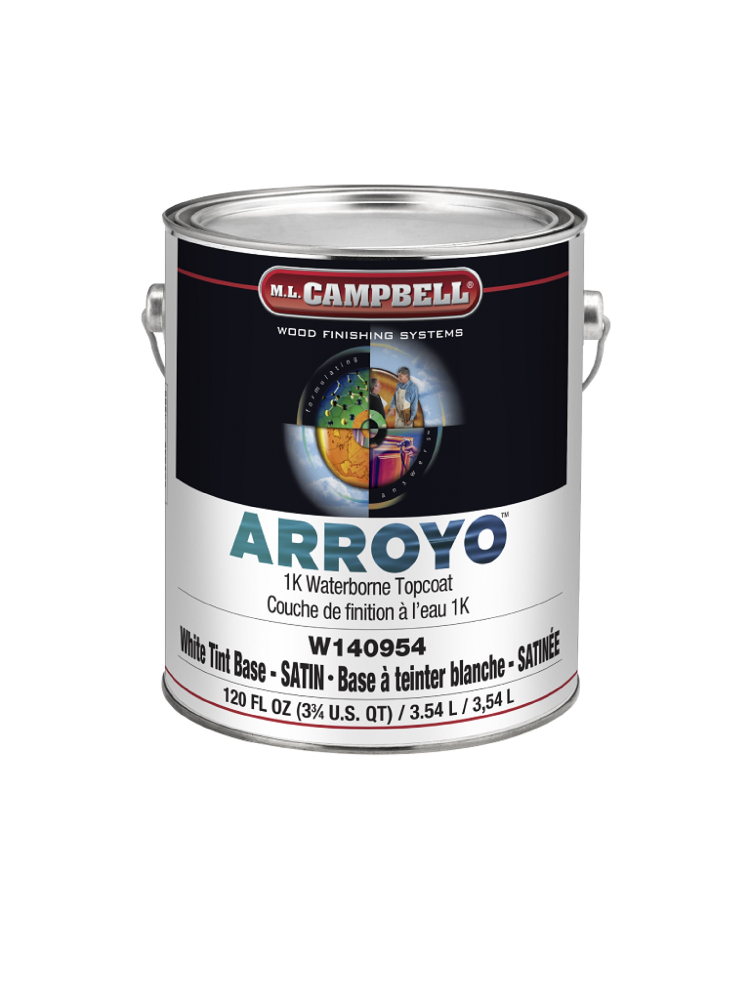 M.L. CAMPBELL®
WOOD FINISHING SYSTEMS
formulating
answers
ARROYO™
1K Waterborne Topcoat
Couche de finition à l'eau 1K
W140954
White Tint Base - SATIN • Base à teinter blanche - SATINÉE
120 FL OZ (3¾ U.S. QT) / 3.54 L / 3,54 L